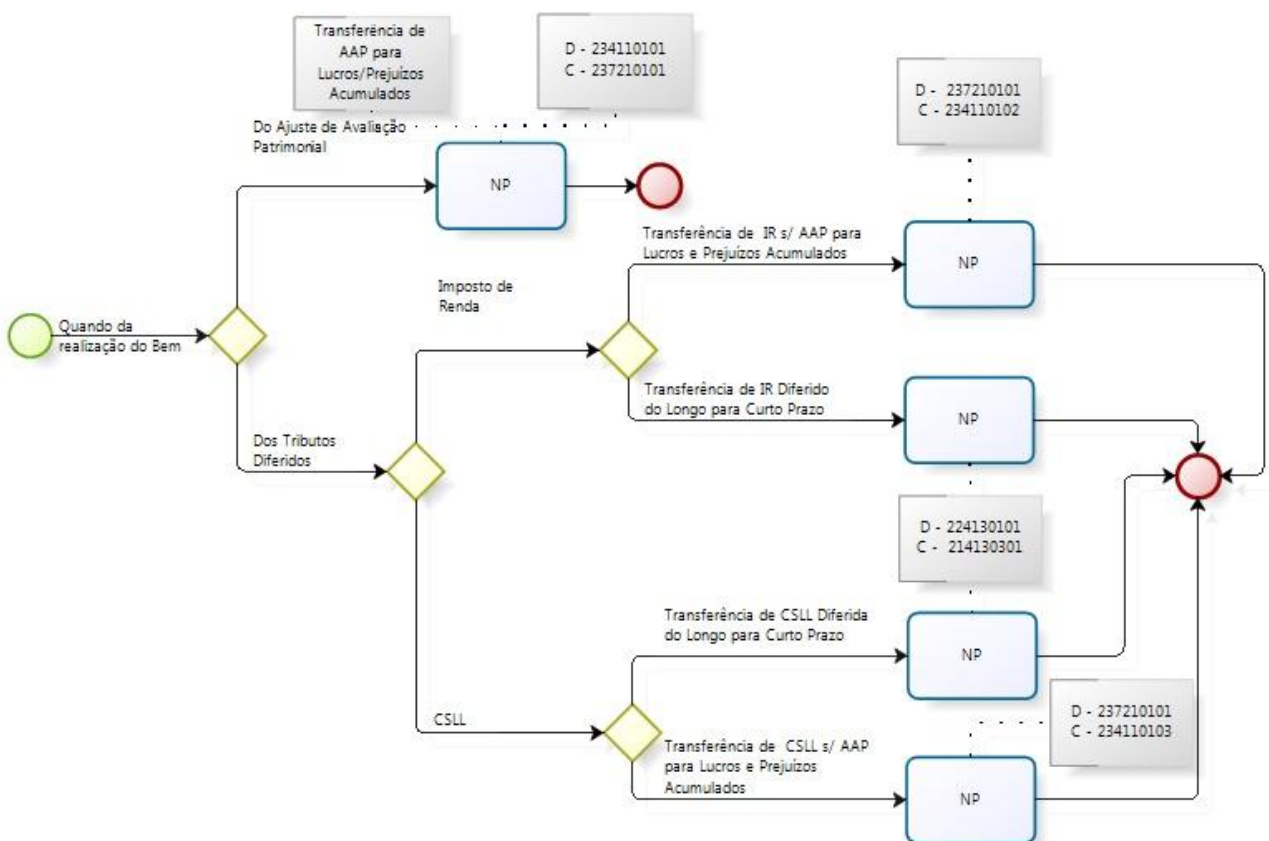 Transferência de
AAP para
Lucros/Prejuízos
Acumulados
D - 234110101
C - 237210101
D - 237210101
C - 234110102
Do Ajuste de Avaliação
Patrimonial
NP
Transferência de IR s/ AAP para
Lucros e Prejuízos Acumulados
NP
Imposto de
Renda
Quando da
realização do Bem
Transferência de IR Diferido
do Longo para Curto Prazo
NP
Dos Tributos
Diferidos
D - 224130101
C - 214130301
Transferência de CSLL Diferida
do Longo para Curto Prazo
NP
CSLL
D - 237210101
C - 234110103
Transferência de CSLL s/ AAP
para Lucros e Prejuízos
Acumulados
NP